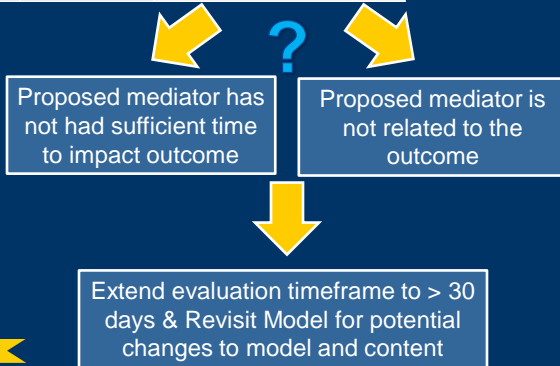 ?
Proposed mediator has
not had sufficient time
to impact outcome
Proposed mediator is
not related to the
outcome
Extend evaluation timeframe to > 30
days & Revisit Model for potential
changes to model and content